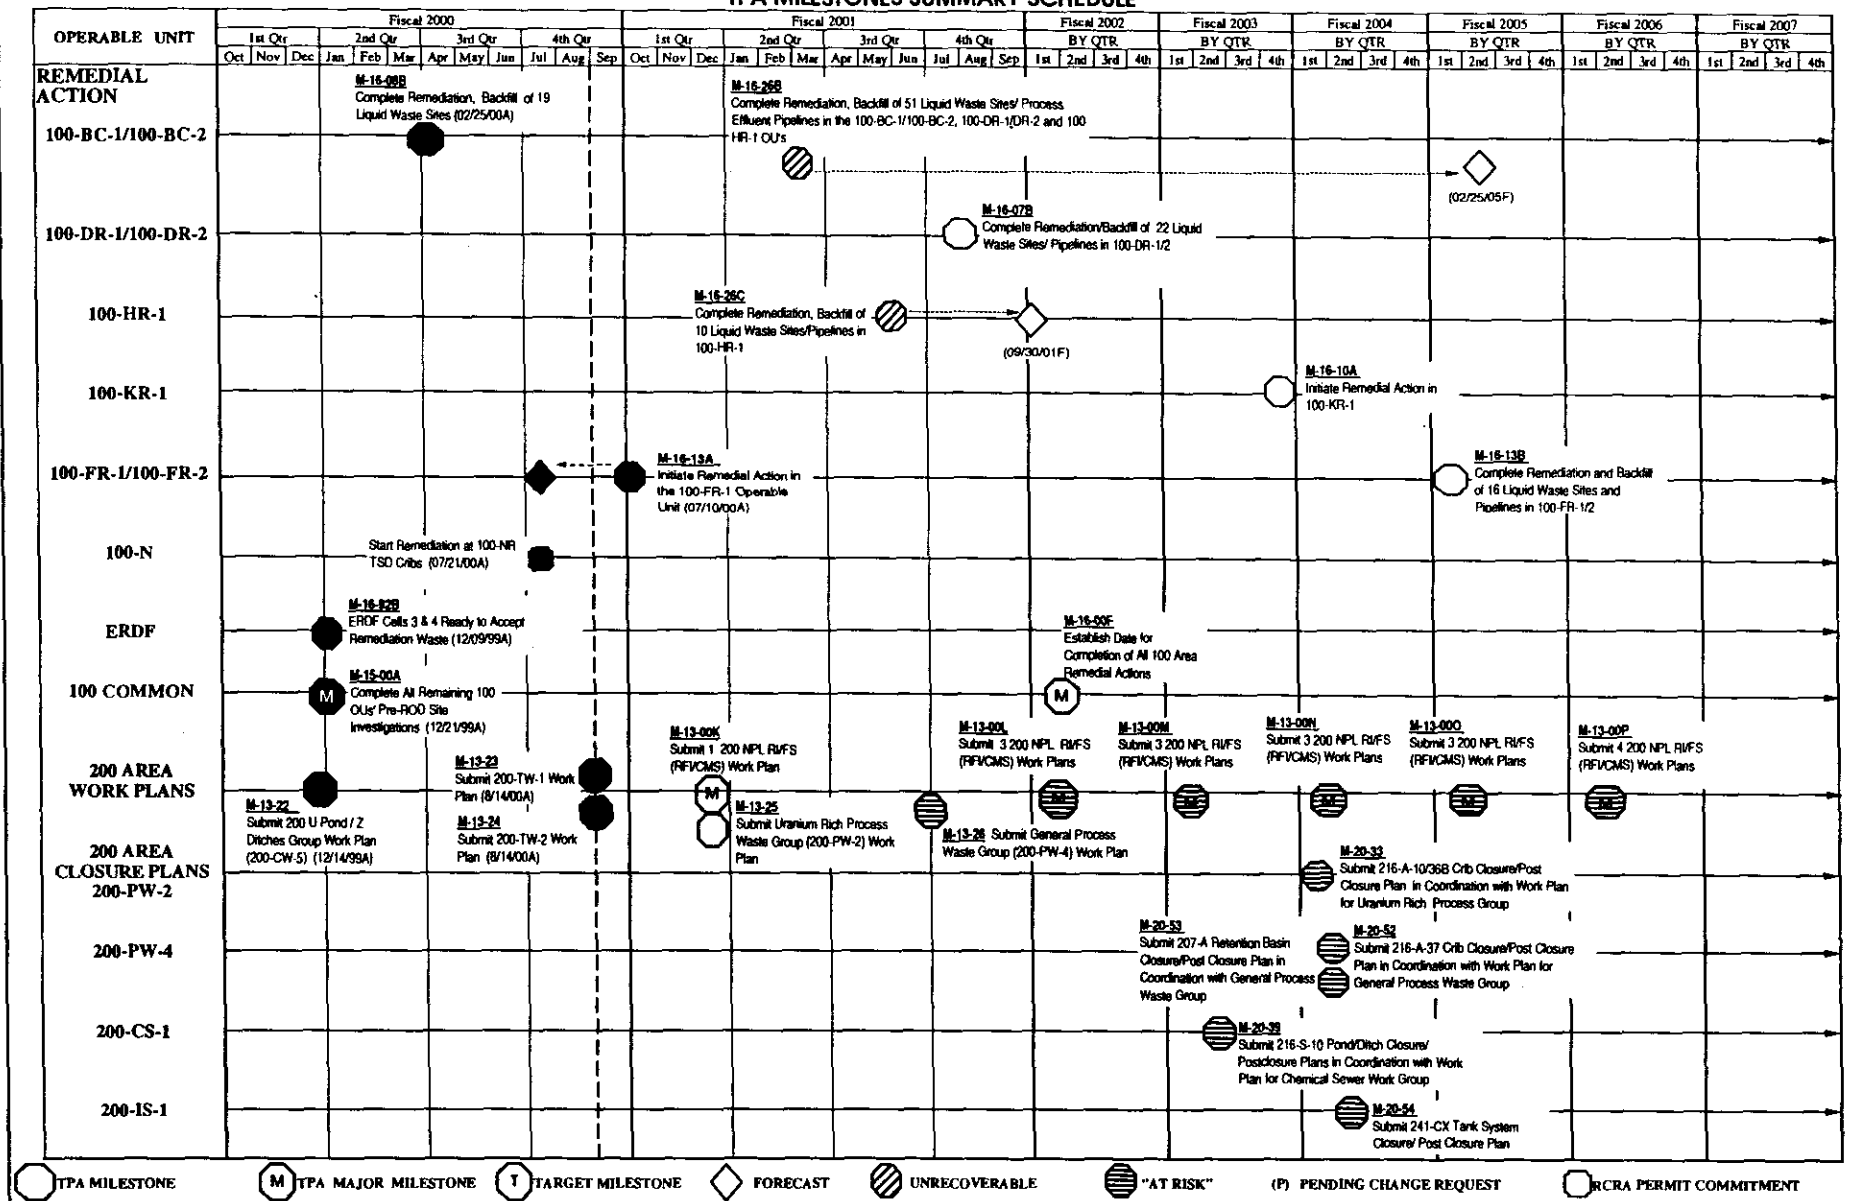 TPA MILESTONES SUMMARY SCHEDULE
OPERABLE UNIT
Fiscal 2000 Fiscal 2001 Fiscal 2002 Fiscal 2003 Fiscal 2004 Fiscal 2005 Fiscal 2006 Fiscal 2007
1st Qtr 2nd Qtr 3rd Qtr 4th Qtr 1st Qtr 2nd Qtr 3rd Qtr 4th Qtr BY QTR BY QTR BY QTR BY QTR BY QTR BY QTR
Oct Nov Dec Jan Feb Mar Apr May Jun Jul Aug Sep Oct Nov Dec Jan Feb Mar Apr May Jun Jul Aug Sep 1st 2nd 3rd 4th 1st 2nd 3rd 4th 1st 2nd 3rd 4th 1st 2nd 3rd 4th 1st 2nd 3rd 4th 1st 2nd 3rd 4th
REMEDIAL
ACTION
100-BC-1/100-BC-2
M-16-08B
Complete Remediation, Backfill of 19
Liquid Waste Sites (02/25/00A)
M-16-26B
Complete Remediation, Backfill of 51 Liquid Waste Sites/ Process
Effluent Pipelines in the 100-BC-1/100-BC-2, 100-DR-1/DR-2 and 100
HR-1 OU's
(02/25/05F)
100-DR-1/100-DR-2
M-16-07B
Complete Remediation/Backfill of 22 Liquid
Waste Sites/ Pipelines in 100-DR-1/2
100-HR-1
M-16-26C
Complete Remediation, Backfill of
10 Liquid Waste Sites/Pipelines in
100-HR-1
(09/30/01F)
100-KR-1
M-16-10A
Initiate Remedial Action in
100-KR-1
100-FR-1/100-FR-2
M-16-13A
Initiate Remedial Action in
the 100-FR-1 Operable
Unit (07/10/00A)
M-16-13B
Complete Remediation and Backfill
of 16 Liquid Waste Sites and
Pipelines in 100-FR-1/2
100-N
Start Remediation at 100-NR
TSD Cribs (07/21/00A)
ERDF
M-16-92B
ERDF Cells 3 & 4 Ready to Accept
Remediation Waste (12/09/99A)
M-16-00F
Establish Date for
Completion of All 100 Area
Remedial Actions
M
100 COMMON
M
M-15-00A
Complete All Remaining 100
OUs' Pre-ROD Site
Investigations (12/21/99A)
200 AREA
WORK PLANS
M-13-22
Submit 200 U Pond / Z
Ditches Group Work Plan
(200-CW-5) (12/14/99A)
M-13-23
Submit 200-TW-1 Work
Plan (8/14/00A)
M-13-24
Submit 200-TW-2 Work
Plan (8/14/00A)
M-13-00K
Submit 1 200 NPL RI/FS
(RFI/CMS) Work Plan
M
M-13-25
Submit Uranium Rich Process
Waste Group (200-PW-2) Work
Plan
M-13-26 Submit General Process
Waste Group (200-PW-4) Work Plan
M-13-00L
Submit 3 200 NPL RI/FS
(RFI/CMS) Work Plans
M
M-13-00M
Submit 3 200 NPL RI/FS
(RFI/CMS) Work Plans
M
M-13-00N
Submit 3 200 NPL RI/FS
(RFI/CMS) Work Plans
M
M-13-00O
Submit 3 200 NPL RI/FS
(RFI/CMS) Work Plans
M
M-13-00P
Submit 4 200 NPL RI/FS
(RFI/CMS) Work Plans
M
200 AREA
CLOSURE PLANS
200-PW-2
M-20-33
Submit 216-A-10/36B Crib Closure/Post
Closure Plan in Coordination with Work Plan
for Uranium Rich Process Group
200-PW-4
M-20-53
Submit 207-A Retention Basin
Closure/Post Closure Plan in
Coordination with General Process
Waste Group
M-20-52
Submit 216-A-37 Crib Closure/Post Closure
Plan in Coordination with Work Plan for
General Process Waste Group
200-CS-1
M-20-39
Submit 216-S-10 Pond/Ditch Closure/
Postclosure Plans in Coordination with Work
Plan for Chemical Sewer Work Group
200-IS-1
M-20-54
Submit 241-CX Tank System
Closure/ Post Closure Plan
TPA MILESTONE
M TPA MAJOR MILESTONE
T TARGET MILESTONE
FORECAST
UNRECOVERABLE
"AT RISK"
(P) PENDING CHANGE REQUEST
RCRA PERMIT COMMITMENT